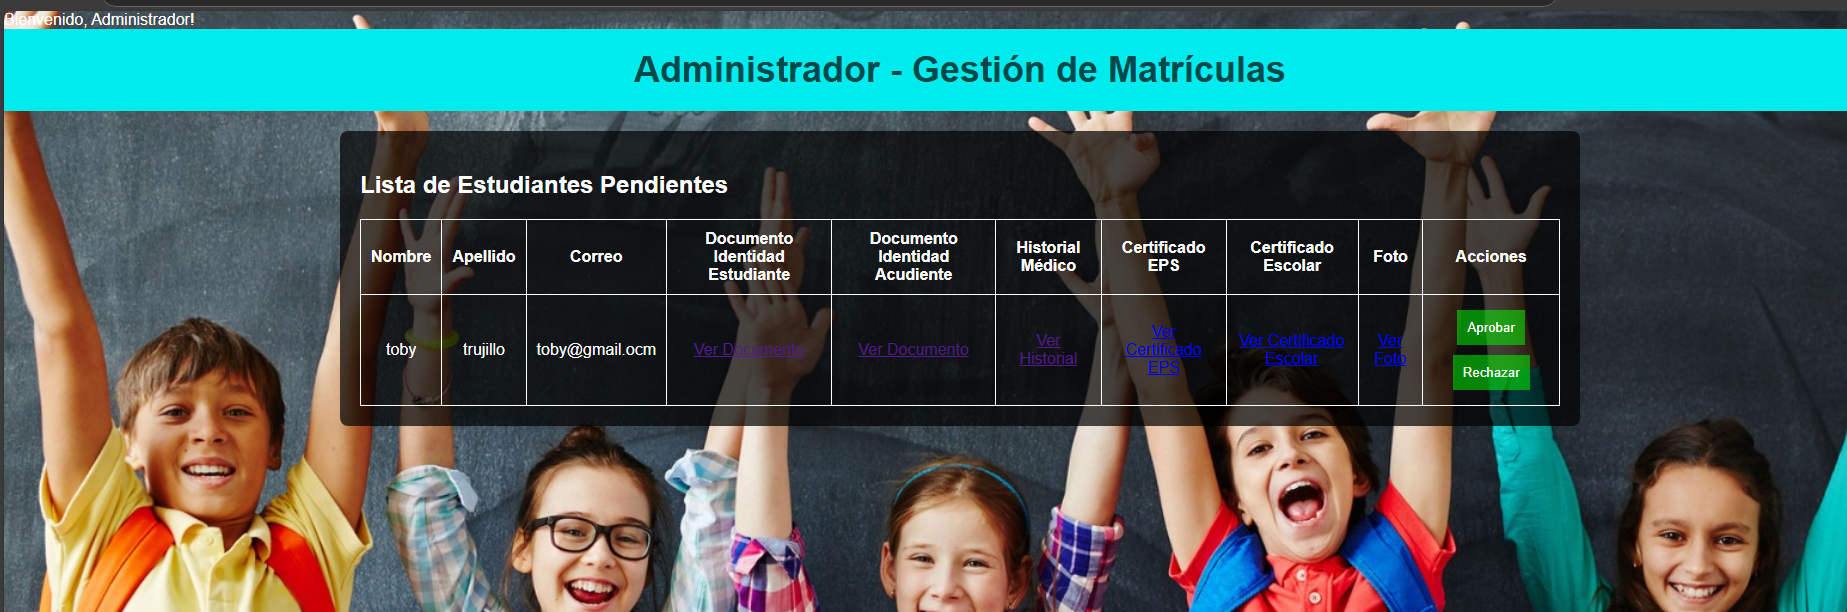 Bienvenido, Administrador!
Administrador - Gestión de Matrículas
Lista de Estudiantes Pendientes
Nombre
Apellido
Correo
Documento
Identidad
Estudiante
Documento
Identidad
Acudiente
Historial
Médico
Certificado
EPS
Certificado
Escolar
Foto
Acciones
toby
trujillo
toby@gmail.ocm
Ver Documento
Ver Documento
Ver
Historial
Ver
Certificado
EPS
Ver Certificado
Escolar
Ver
Foto
Aprobar
Rechazar